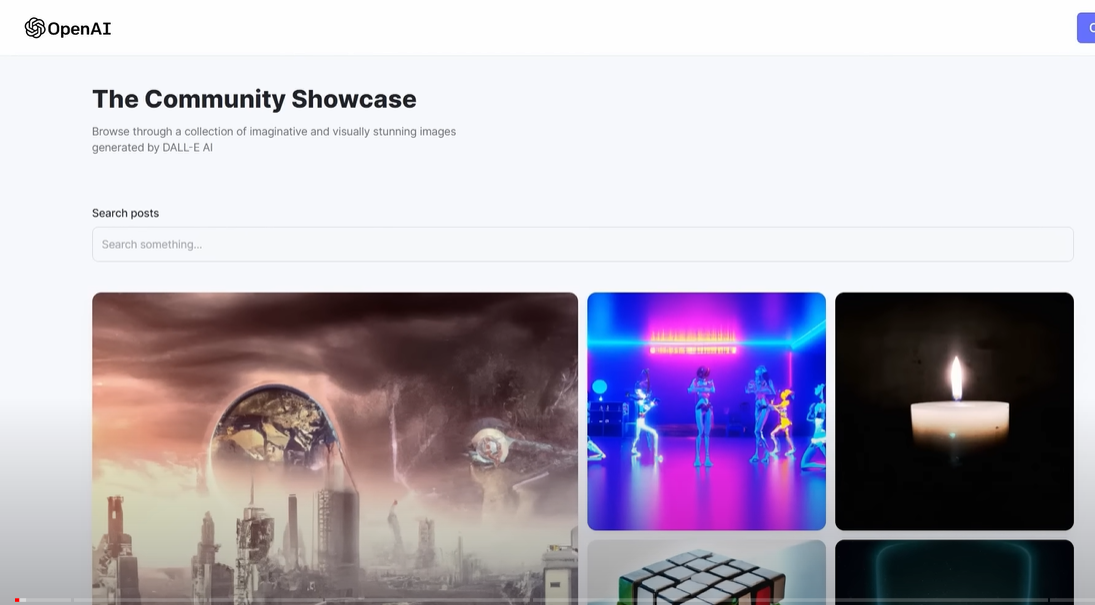 OpenAI
The Community Showcase
Browse through a collection of imaginative and visually stunning images
generated by DALL-E AI
Search posts
Search something...